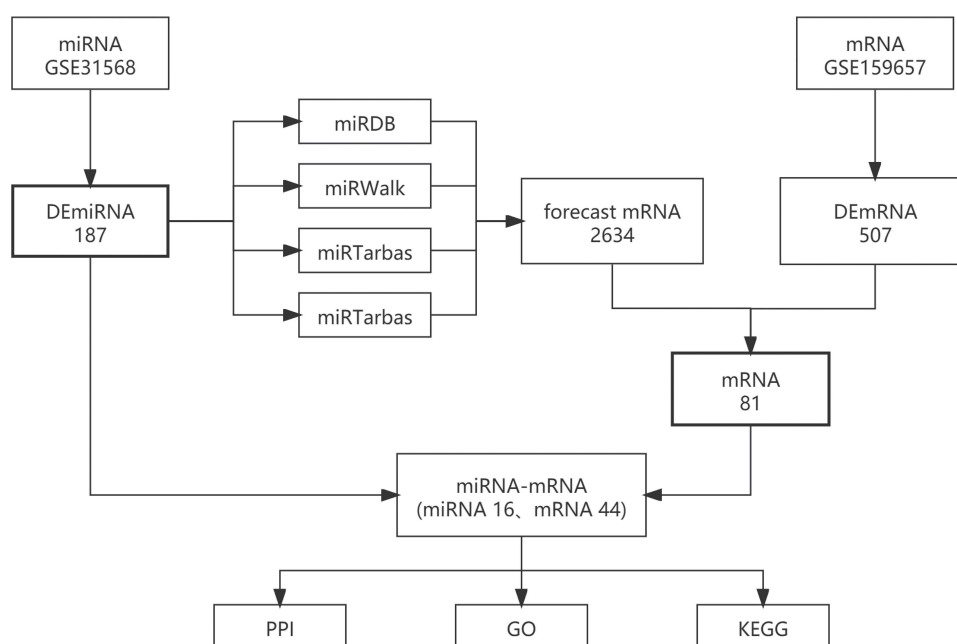 miRNA
GSE31568
mRNA
GSE159657
miRDB
miRWalk
miRTarbas
miRTarbas
DEmiRNA
187
forecast mRNA
2634
DEmRNA
507
mRNA
81
miRNA-mRNA
(miRNA 16、mRNA 44)
PPI
GO
KEGG